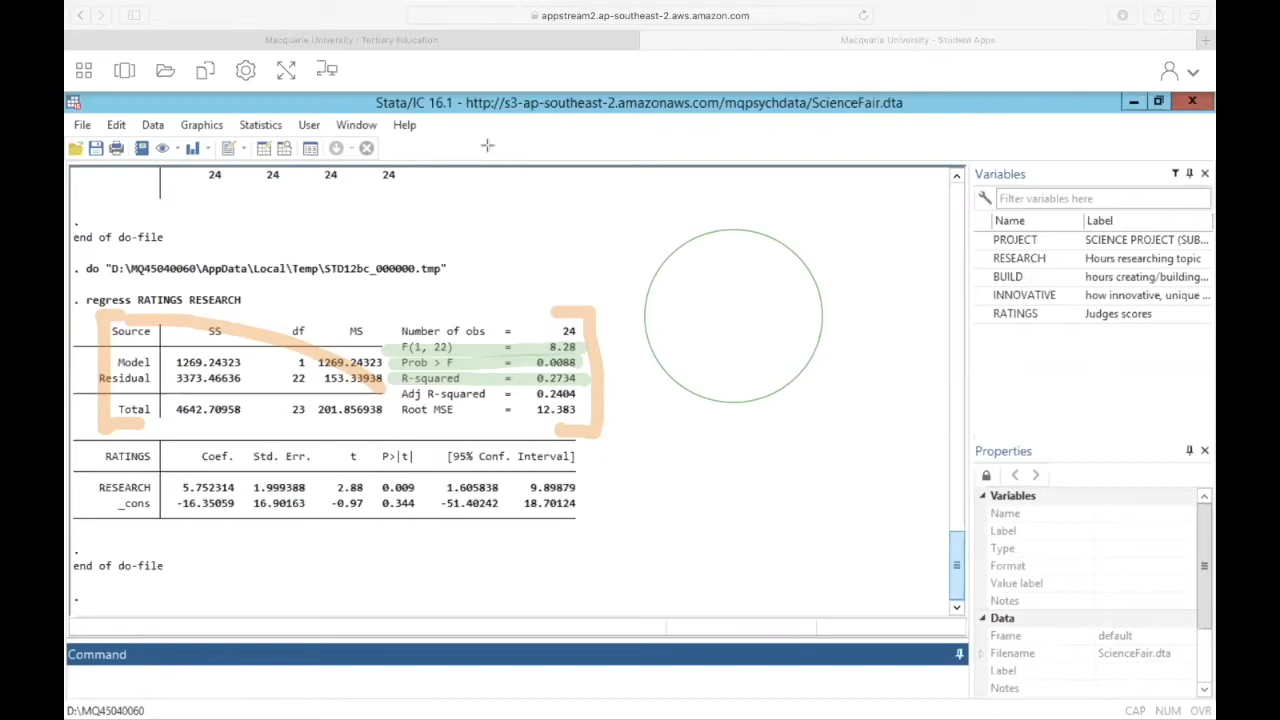 appstream2.ap-southeast-2.aws.amazon.com
Macquarie University | Tertiary Education
Macquarie University - Student Apps
Stata/IC 16.1 - http://s3-ap-southeast-2.amazonaws.com/mqpsychdata/ScienceFair.dta
File Edit Data Graphics Statistics User Window Help
24 24 24 24
.
end of do-file
. do "D:\MQ45040060\AppData\Local\Temp\STD12bc_000000.tmp"
. regress RATINGS RESEARCH
Source SS df MS Number of obs = 24
F(1, 22) = 8.28
Model 1269.24323 1 1269.24323 Prob > F = 0.0088
Residual 3373.46636 22 153.33938 R-squared = 0.2734
Adj R-squared = 0.2404
Total 4642.70958 23 201.856938 Root MSE = 12.383
RATINGS Coef. Std. Err. t P>|t| [95% Conf. Interval]
RESEARCH 5.752314 1.999388 2.88 0.009 1.605838 9.89879
_cons -16.35059 16.90163 -0.97 0.344 -51.40242 18.70124
.
end of do-file
.
Command
D:\MQ45040060
Variables
Filter variables here
Name Label
PROJECT SCIENCE PROJECT (SUB...
RESEARCH Hours researching topic
BUILD hours creating/building...
INNOVATIVE how innovative, unique ...
RATINGS Judges scores
Properties
Variables
Name
Label
Type
Format
Value label
Notes
Data
Frame default
Filename ScienceFair.dta
Label
Notes
CAP NUM OVR